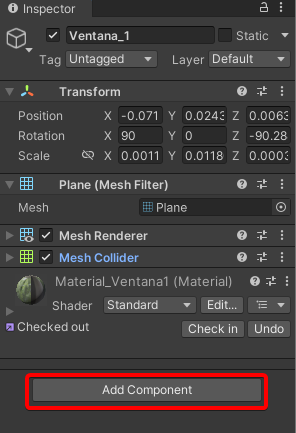 Inspector
Ventana_1 Static
Tag Untagged Layer Default
Transform
Position X -0.071 Y 0.0243 Z 0.0063
Rotation X 90 Y 0 Z -90.28
Scale X 0.0011 Y 0.0118 Z 0.0003
Plane (Mesh Filter)
Mesh Plane
Mesh Renderer
Mesh Collider
Material_Ventana1 (Material)
Shader Standard Edit...
Checked out Check in Undo
Add Component